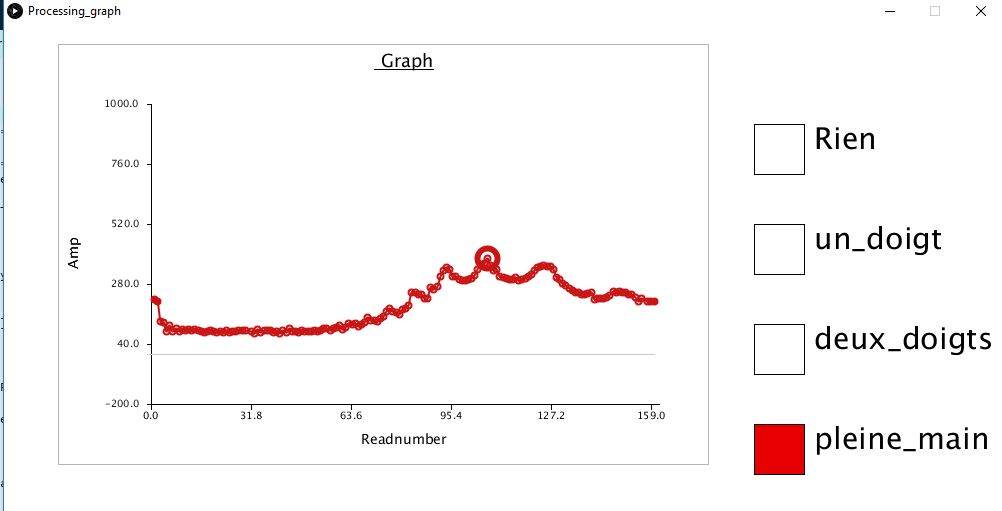 Processing_graph
Graph
1000.0
760.0
520.0
280.0
40.0
-200.0
Amp
0.0 31.8 63.6 95.4 127.2 159.0
Readnumber
Rien
un_doigt
deux_doigts
pleine_main